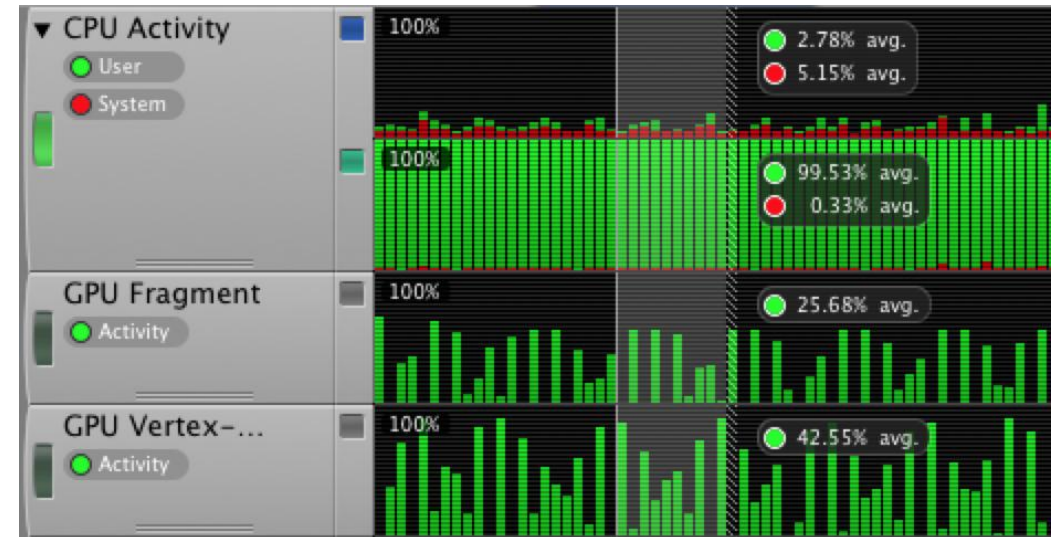 ▼ CPU Activity
User
System
100%
2.78% avg.
5.15% avg.
100%
99.53% avg.
0.33% avg.
GPU Fragment
Activity
100%
25.68% avg.
GPU Vertex-...
Activity
100%
42.55% avg.